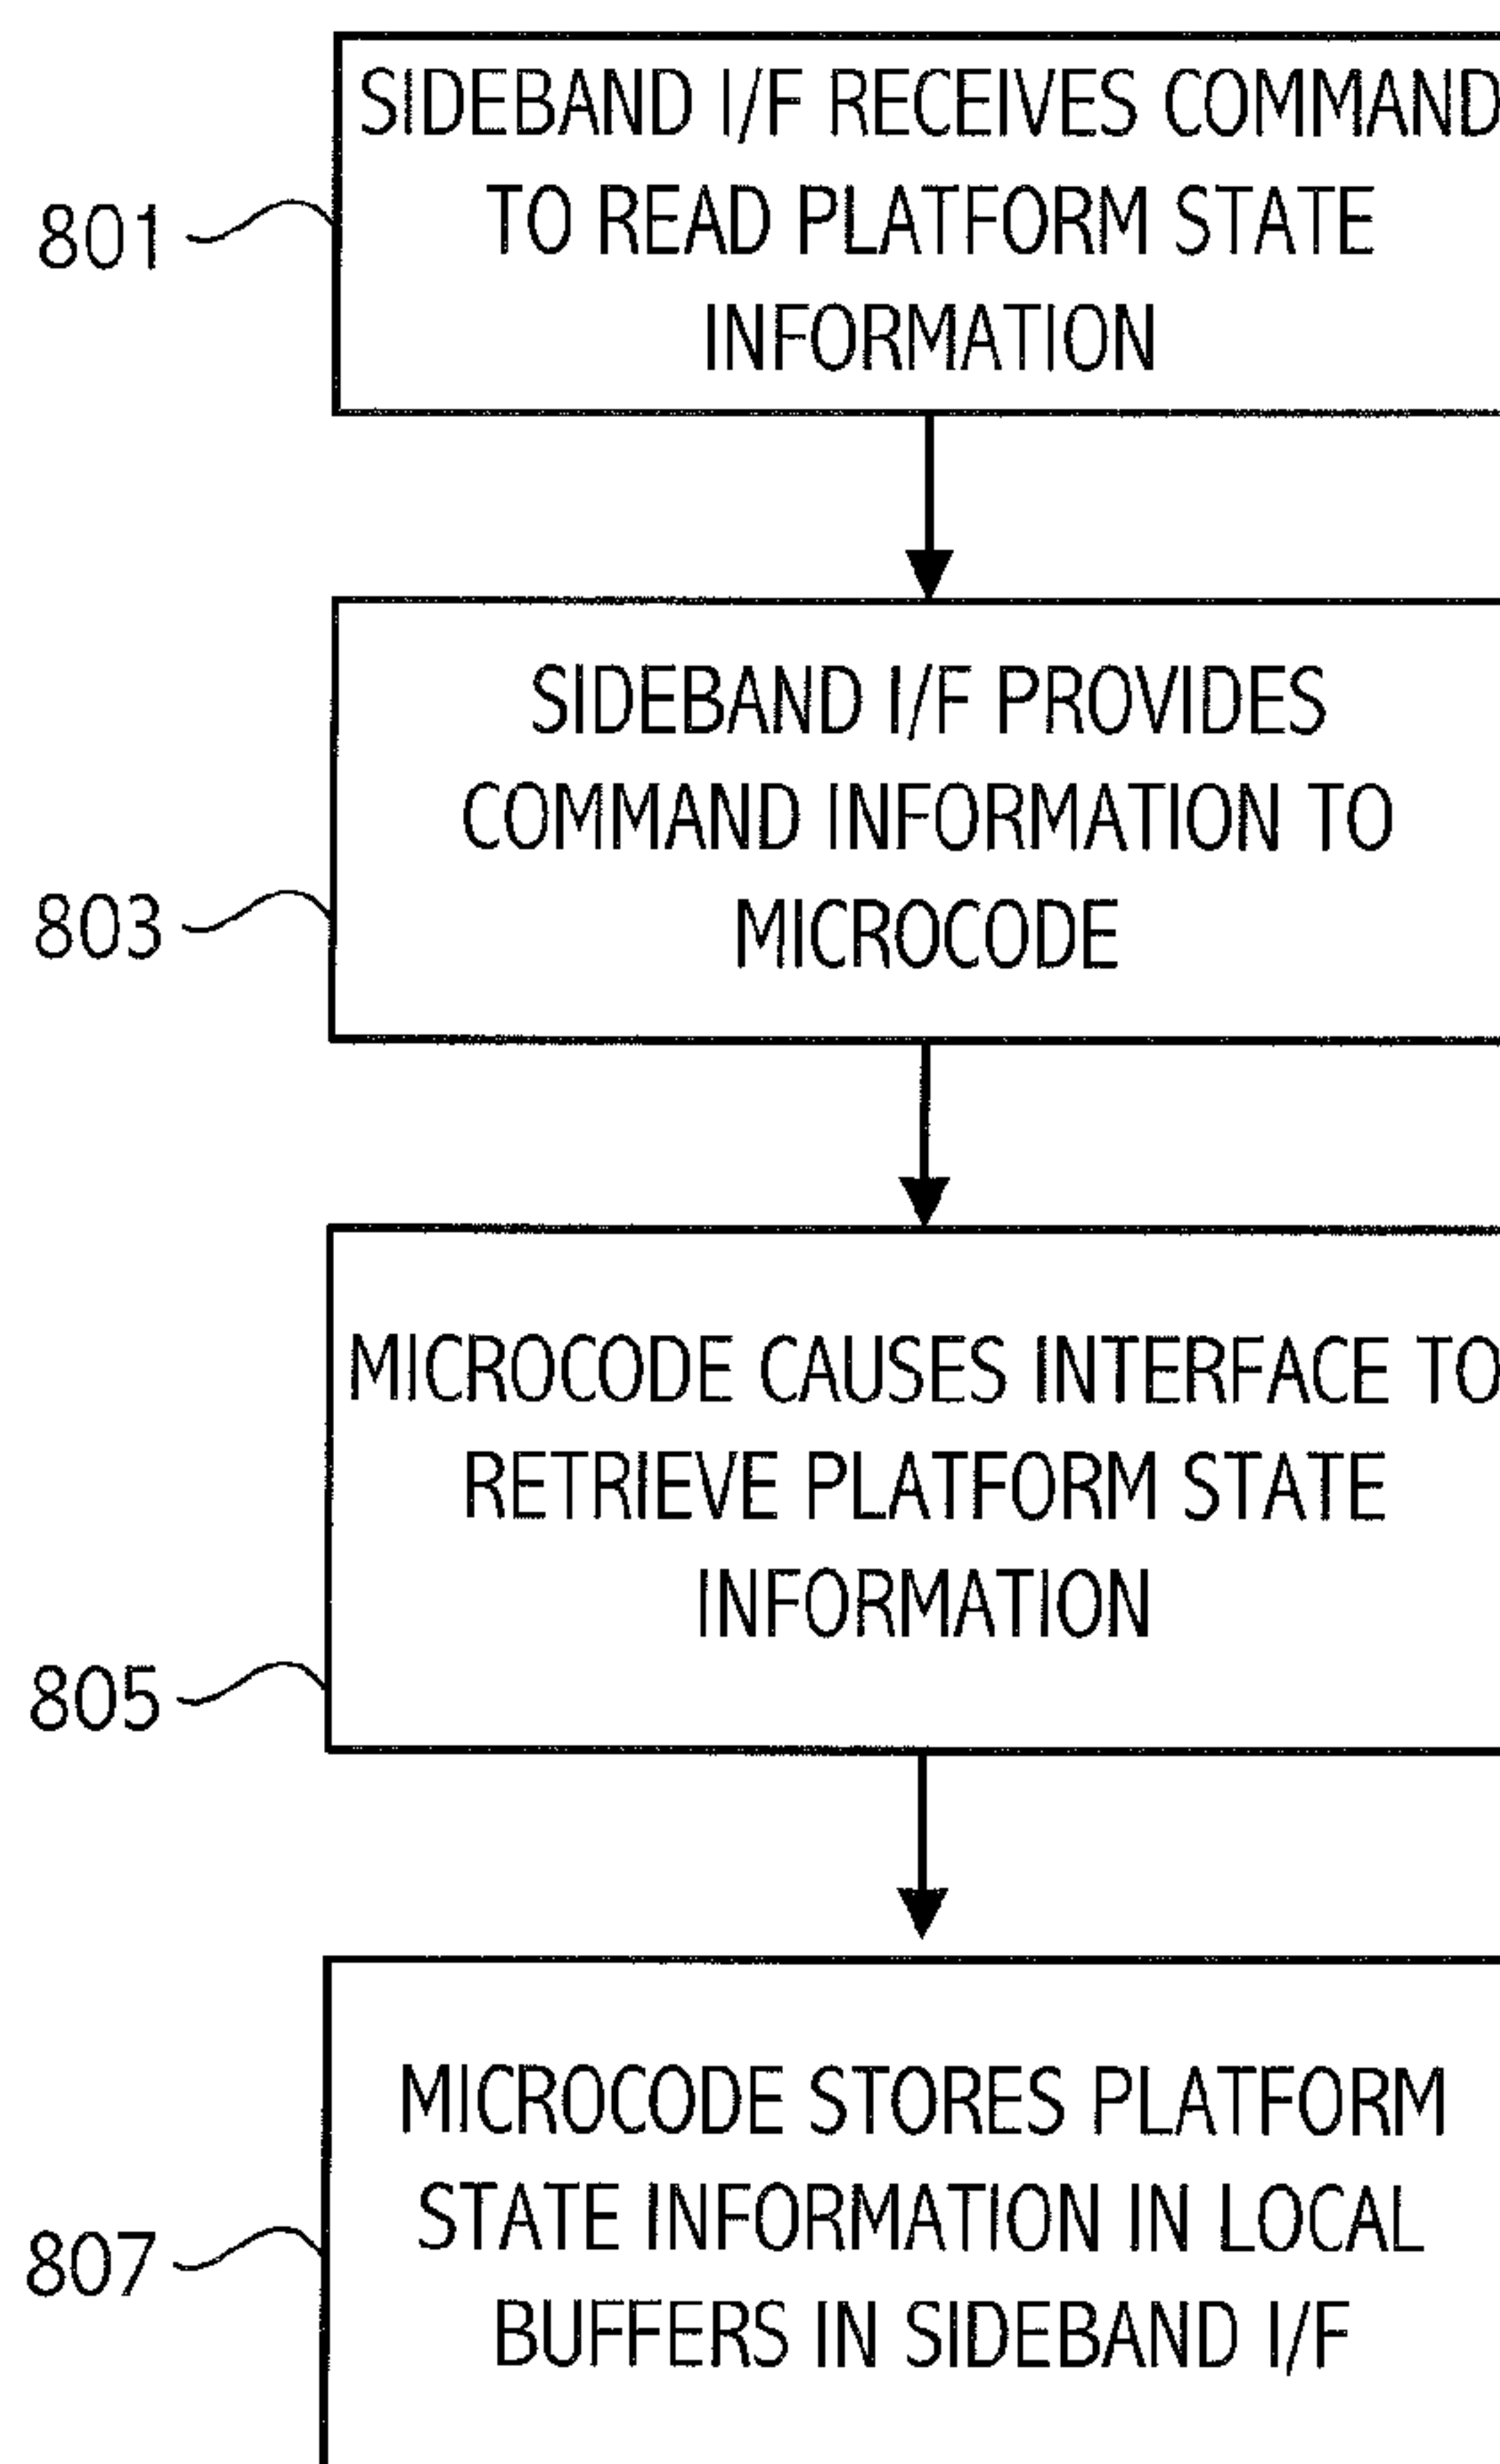 SIDEBAND I/F RECEIVES COMMAND
TO READ PLATFORM STATE
INFORMATION
801
SIDEBAND I/F PROVIDES
COMMAND INFORMATION TO
MICROCODE
803
MICROCODE CAUSES INTERFACE TO
RETRIEVE PLATFORM STATE
INFORMATION
805
MICROCODE STORES PLATFORM
STATE INFORMATION IN LOCAL
BUFFERS IN SIDEBAND I/F
807